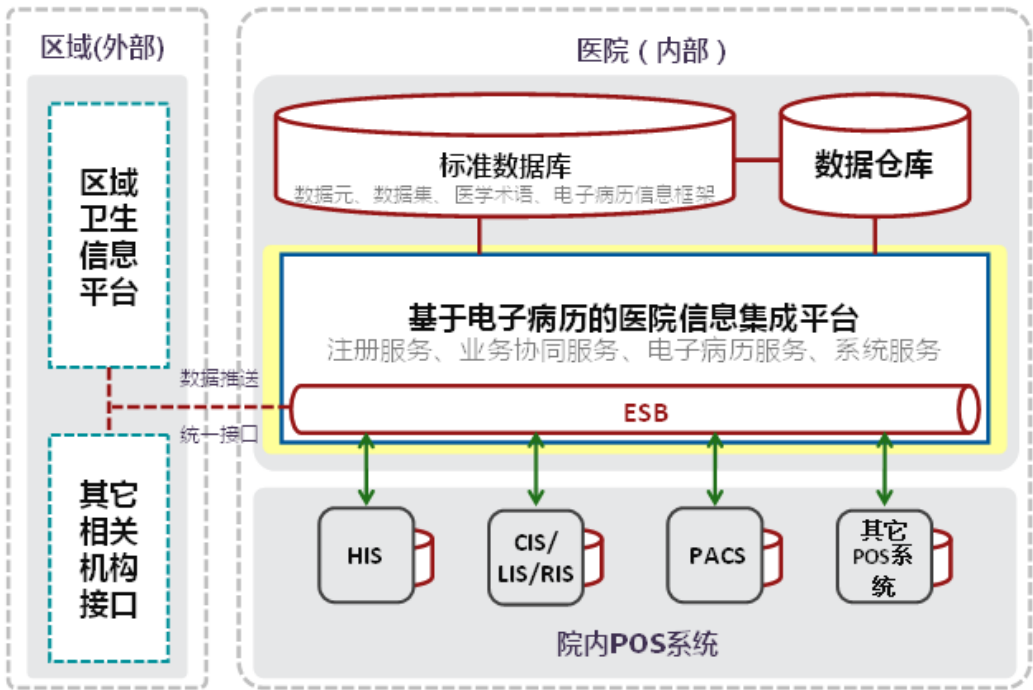 区域(外部)
区域
卫生
信息
平台
数据推送
统一接口
其它
相关
机构
接口
医院（内部）
标准数据库
数据元、数据集、医学术语、电子病历信息框架
数据仓库
基于电子病历的医院信息集成平台
注册服务、业务协同服务、电子病历服务、系统服务
ESB
HIS
CIS/
LIS/RIS
PACS
其它
POS系
统
院内POS系统